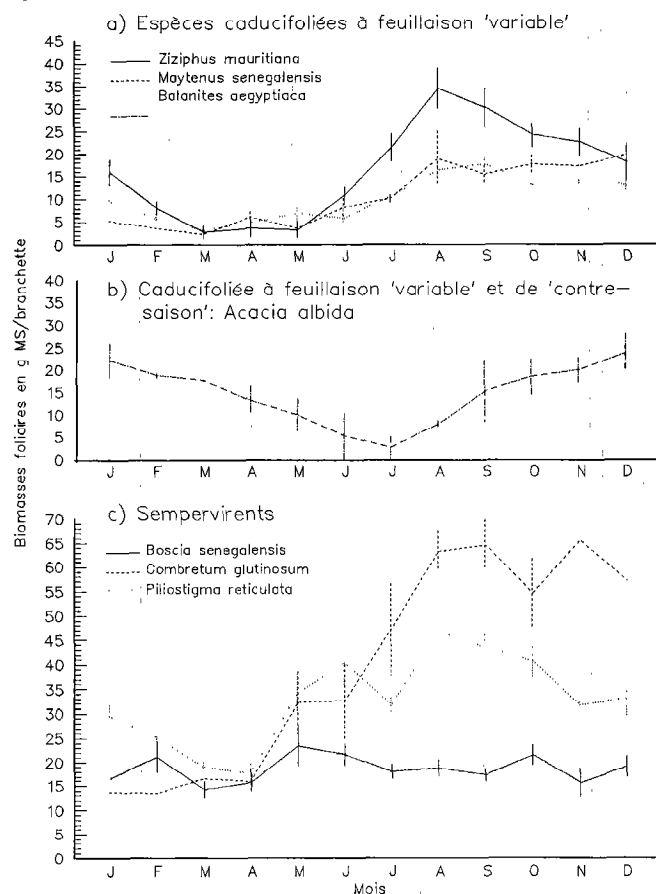 a) Espèces caducifoliées à feuillaison 'variable'
Ziziphus mauritiana
Maytenus senegalensis
Balanites aegyptiaca
45
40
35
30
25
20
15
10
5
0
J F M A M J J A S O N D
b) Caducifoliée à feuillaison 'variable' et de 'contre-
saison': Acacia albida
40
35
30
25
20
15
10
5
0
J F M A M J J A S O N D
c) Sempervirents
Boscia senegalensis
Combretum glutinosum
Piliostigma reticulata
70
65
60
55
50
45
40
35
30
25
20
15
10
5
0
J F M A M J J A S O N D
Mois
Biomasses foliaires en g MS/branchette